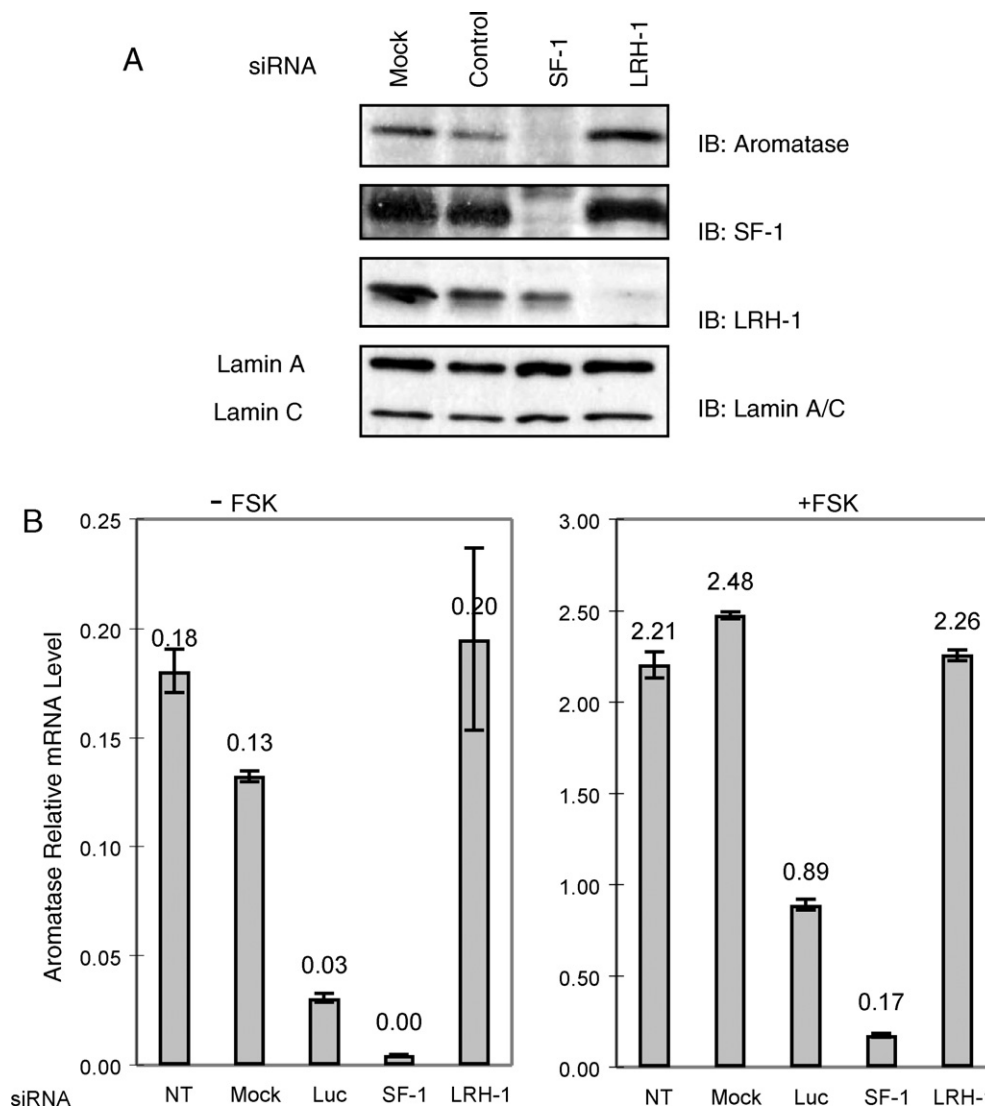 A
siRNA
Mock
Control
SF-1
LRH-1
IB: Aromatase
IB: SF-1
IB: LRH-1
Lamin A
Lamin C
IB: Lamin A/C
B
- FSK
Aromatase Relative mRNA Level
0.25
0.20
0.15
0.10
0.05
0.00
0.18
0.13
0.03
0.00
0.20
siRNA
NT Mock Luc SF-1 LRH-1
+FSK
3.00
2.50
2.00
1.50
1.00
0.50
0.00
2.21
2.48
0.89
0.17
2.26
NT Mock Luc SF-1 LRH-1